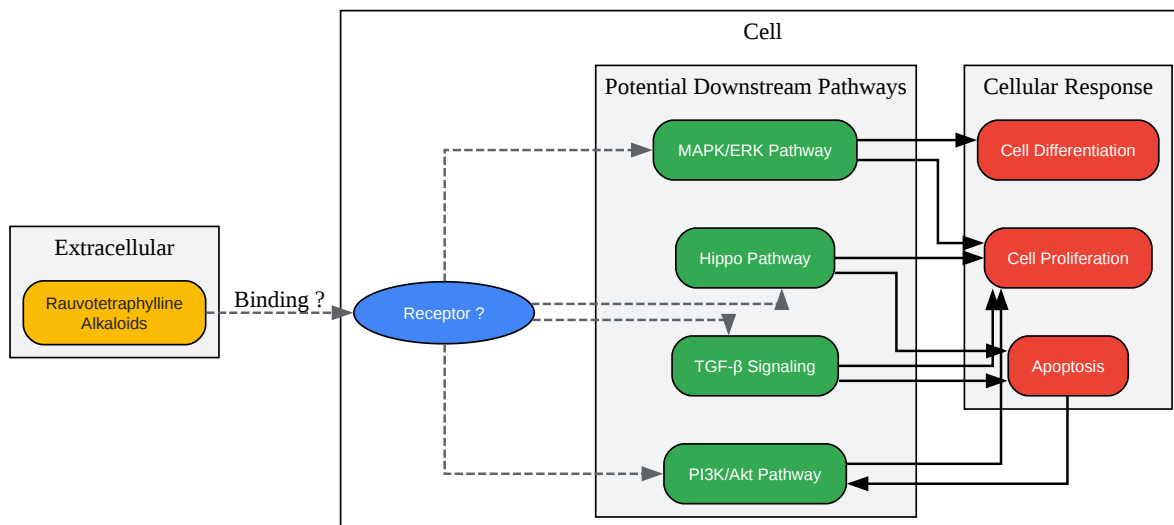 Cell
Potential Downstream Pathways
Cellular Response
MAPK/ERK Pathway
Cell Differentiation
Extracellular
Hippo Pathway
Cell Proliferation
Rauvotetraphylline
Alkaloids
Binding ?
Receptor ?
TGF-β Signaling
Apoptosis
PI3K/Akt Pathway